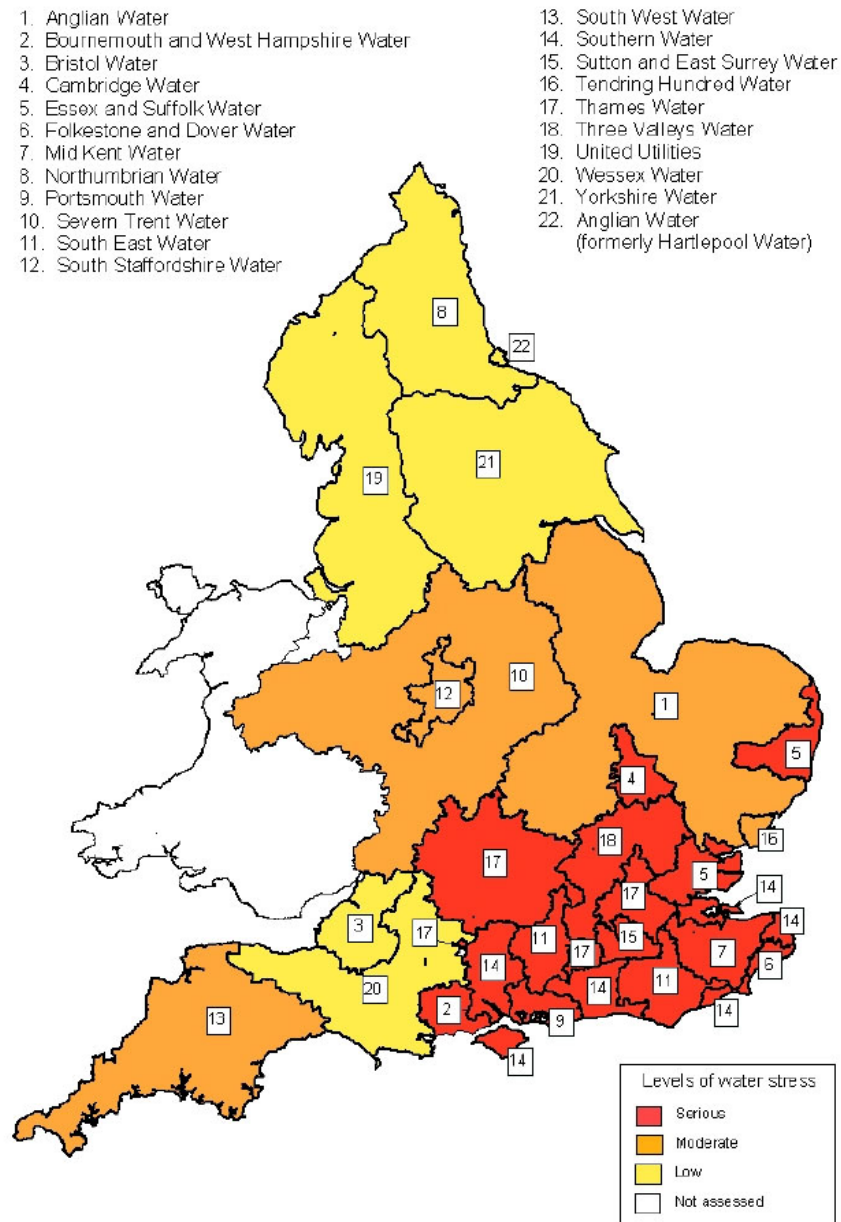 1. Anglian Water
2. Bournemouth and West Hampshire Water
3. Bristol Water
4. Cambridge Water
5. Essex and Suffolk Water
6. Folkestone and Dover Water
7. Mid Kent Water
8. Northumbrian Water
9. Portsmouth Water
10. Severn Trent Water
11. South East Water
12. South Staffordshire Water
13. South West Water
14. Southern Water
15. Sutton and East Surrey Water
16. Tendring Hundred Water
17. Thames Water
18. Three Valleys Water
19. United Utilities
20. Wessex Water
21. Yorkshire Water
22. Anglian Water
(formerly Hartlepool Water)
8
22
21
19
10
12
1
5
4
16
18
17
5
17
14
3
17
14
15
11
7
6
14
17
11
20
14
2
9
14
13
14
Levels of water stress
Serious
Moderate
Low
Not assessed